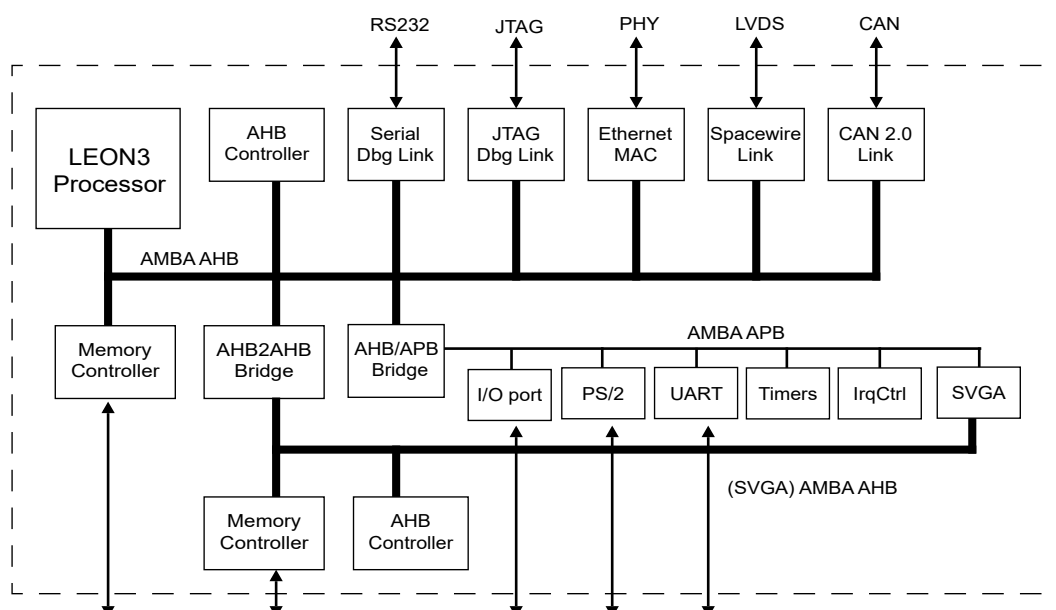 RS232
JTAG
PHY
LVDS
CAN
LEON3
Processor
AHB
Controller
Serial
Dbg Link
JTAG
Dbg Link
Ethernet
MAC
Spacewire
Link
CAN 2.0
Link
AMBA AHB
Memory
Controller
AHB2AHB
Bridge
AHB/APB
Bridge
AMBA APB
I/O port
PS/2
UART
Timers
IrqCtrl
SVGA
(SVGA) AMBA AHB
Memory
Controller
AHB
Controller